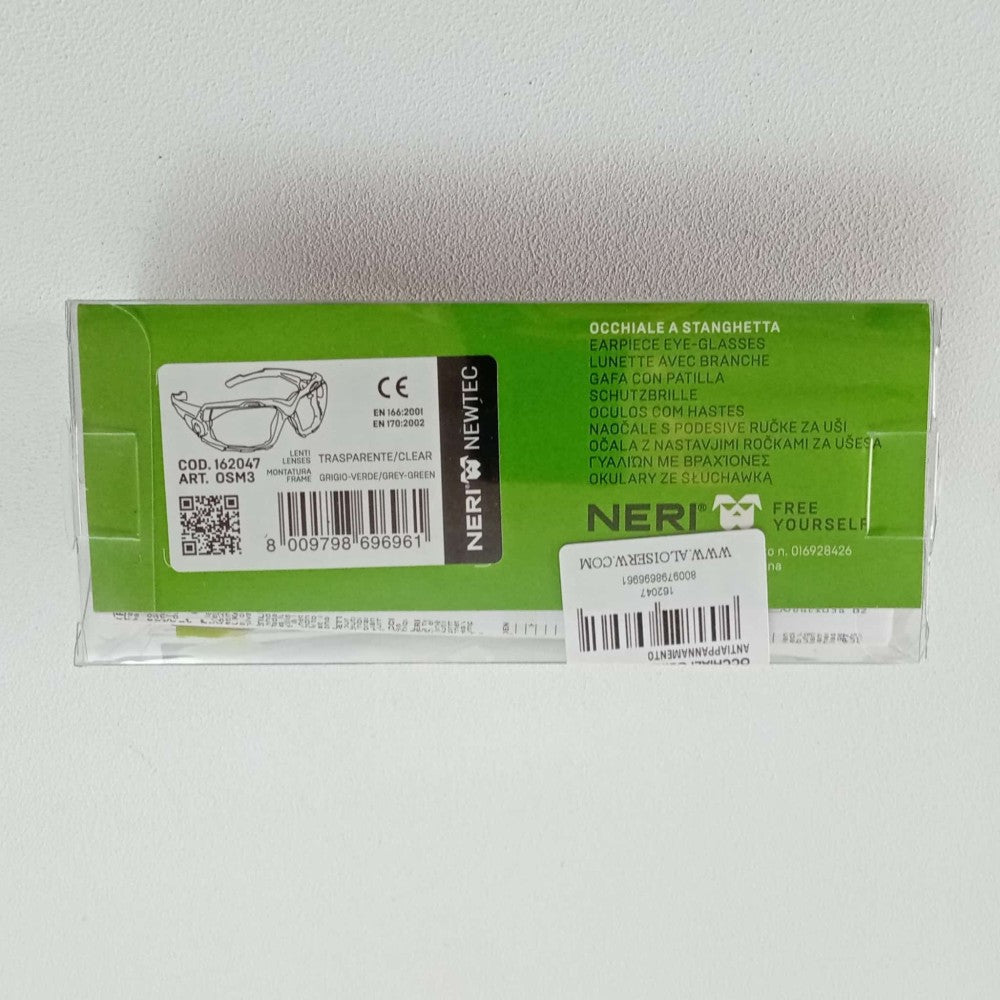 OCCHIALE A STANGHETTA
EARPIECE EYE-GLASSES
LUNETTE AVEC BRANCHE
GAFA CON PATILLA
SCHUTZBRILLE
OCULOS COM HASTES
NAOČALE S PODESIVE RUČKE ZA UŠI
OČALA Z NASTAVJIMI ROČKAMI ZA UŠESA
ΓΥΑΛΙΩΝ ΜΕ ΒΡΑΧΊΟΝΕΣ
OKULARY ZE SŁUCHAWKĄ
NERI®
FREE
YOURSELF
o n. 016928426
na
CE
EN 166:2001
EN 170:2002
COD. 162047
ART. OSM3
LENTI
LENSES
TRASPARENTE/CLEAR
MONTATURA
FRAME
GRIGIO-VERDE/GREY-GREEN
8 009798 696961
NERI NEWTEC
WWW.ALOISERW.COM
8009798696961
162047
ANTIAPPANNAMENTO